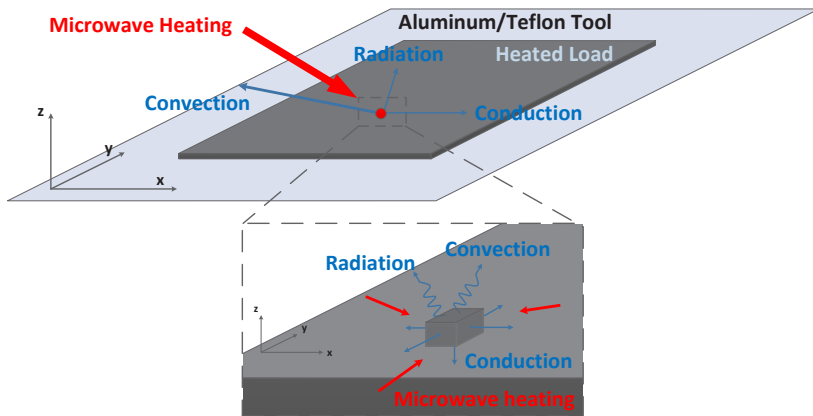 Aluminum/Teflon Tool
Microwave Heating
Radiation
Heated Load
Convection
Conduction
z
y
x
Convection
Radiation
z
y
x
Conduction
Microwave heating